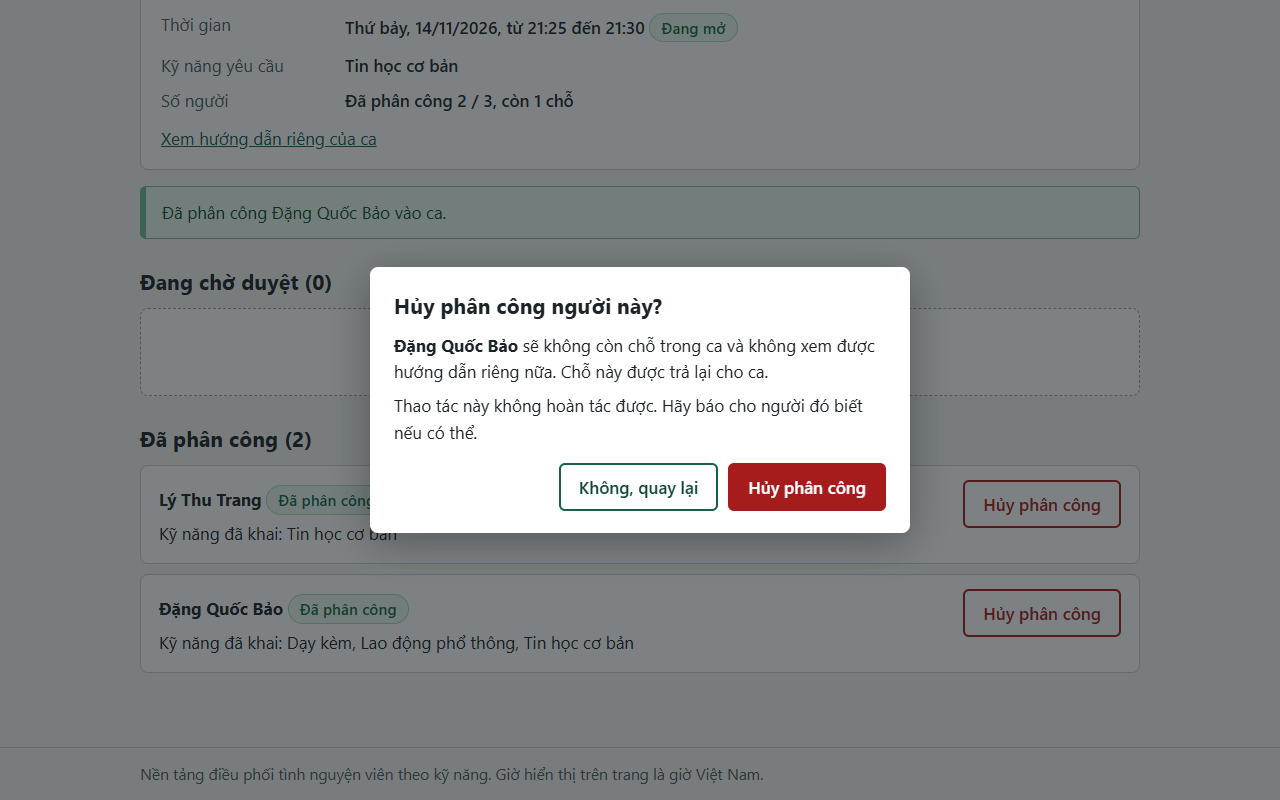 Thời gian
Thứ bảy, 14/11/2026, từ 21:25 đến 21:30 Đang mở
Kỹ năng yêu cầu
Tin học cơ bản
Số người
Đã phân công 2 / 3, còn 1 chỗ
Xem hướng dẫn riêng của ca
Đã phân công Đặng Quốc Bảo vào ca.
Đang chờ duyệt (0)
Hủy phân công người này?
Đặng Quốc Bảo sẽ không còn chỗ trong ca và không xem được
hướng dẫn riêng nữa. Chỗ này được trả lại cho ca.
Thao tác này không hoàn tác được. Hãy báo cho người đó biết
nếu có thể.
Không, quay lại
Hủy phân công
Đã phân công (2)
Lý Thu Trang Đã phân công
Kỹ năng đã khai: Tin học cơ bản
Hủy phân công
Đặng Quốc Bảo Đã phân công
Kỹ năng đã khai: Dạy kèm, Lao động phổ thông, Tin học cơ bản
Hủy phân công
Nền tảng điều phối tình nguyện viên theo kỹ năng. Giờ hiển thị trên trang là giờ Việt Nam.